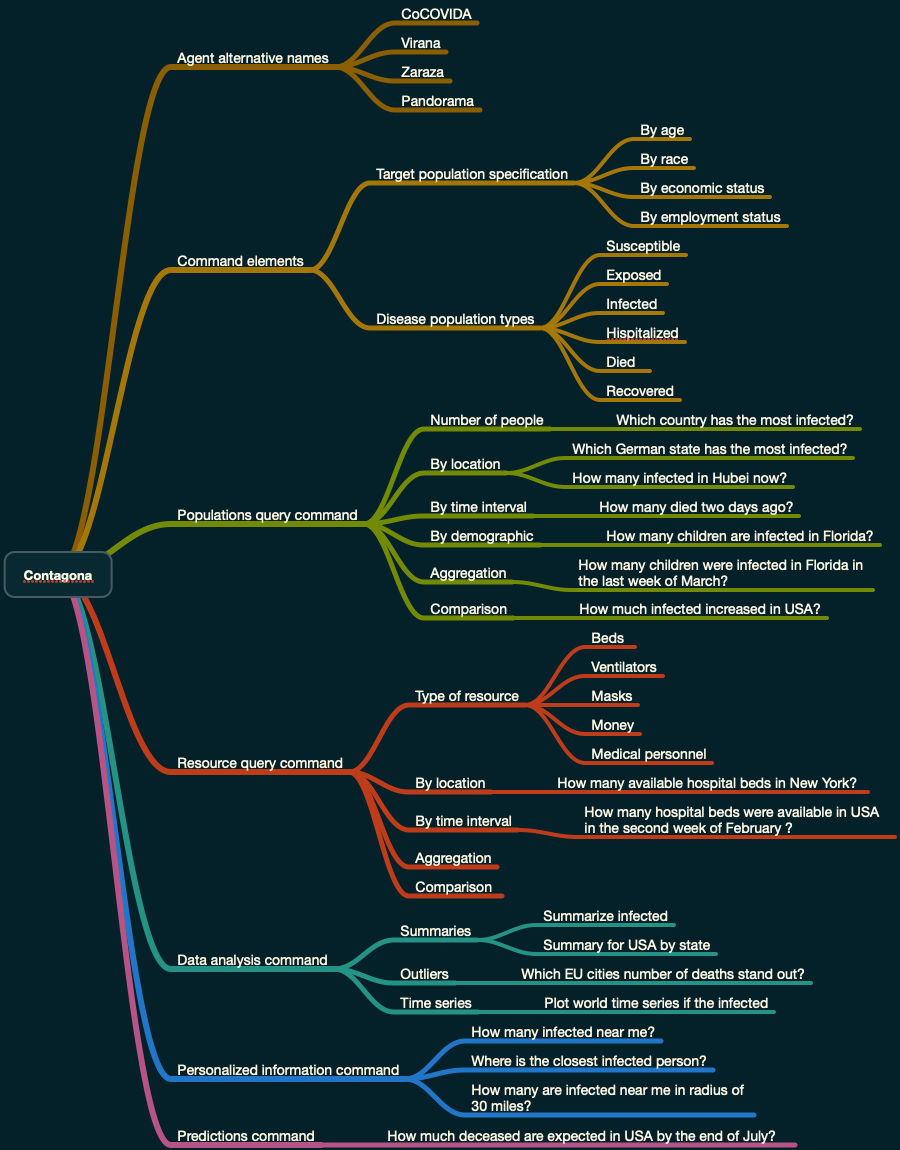 CoCOVIDA
Agent alternative names
Virana
Zaraza
Pandorama
By age
By race
Target population specification
By economic status
By employment status
Command elements
Susceptible
Exposed
Infected
Disease population types
Hispitalized
Died
Recovered
Number of people
Which country has the most infected?
Which German state has the most infected?
By location
How many infected in Hubei now?
Populations query command
By time interval
How many died two days ago?
By demographic
How many children are infected in Florida?
Aggregation
How many children were infected in Florida in
the last week of March?
Comparison
How much infected increased in USA?
Contagona
Beds
Ventilators
Type of resource
Masks
Money
Medical personnel
Resource query command
By location
How many available hospital beds in New York?
By time interval
How many hospital beds were available in USA
in the second week of February ?
Aggregation
Comparison
Summaries
Summarize infected
Summary for USA by state
Data analysis command
Outliers
Which EU cities number of deaths stand out?
Time series
Plot world time series if the infected
How many infected near me?
Personalized information command
Where is the closest infected person?
How many are infected near me in radius of
30 miles?
Predictions command
How much deceased are expected in USA by the end of July?